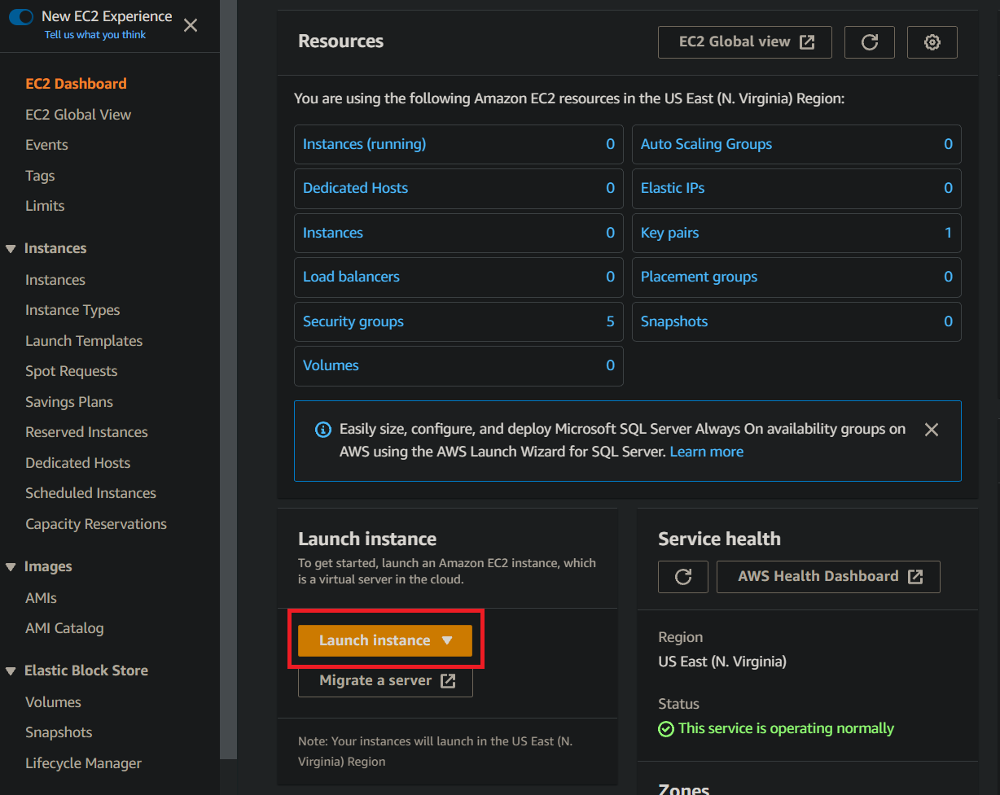 New EC2 Experience
Tell us what you think
EC2 Dashboard
EC2 Global View
Events
Tags
Limits
Instances
Instances
Instance Types
Launch Templates
Spot Requests
Savings Plans
Reserved Instances
Dedicated Hosts
Scheduled Instances
Capacity Reservations
Images
AMIs
AMI Catalog
Elastic Block Store
Volumes
Snapshots
Lifecycle Manager
Resources
EC2 Global view
You are using the following Amazon EC2 resources in the US East (N. Virginia) Region:
Instances (running) 0
Auto Scaling Groups 0
Dedicated Hosts 0
Elastic IPs 0
Instances 0
Key pairs 1
Load balancers 0
Placement groups 0
Security groups 5
Snapshots 0
Volumes 0
Easily size, configure, and deploy Microsoft SQL Server Always On availability groups on
AWS using the AWS Launch Wizard for SQL Server. Learn more
Launch instance
To get started, launch an Amazon EC2 instance, which
is a virtual server in the cloud.
Launch instance
Migrate a server
Note: Your instances will launch in the US East (N.
Virginia) Region
Service health
AWS Health Dashboard
Region
US East (N. Virginia)
Status
This service is operating normally
Zones